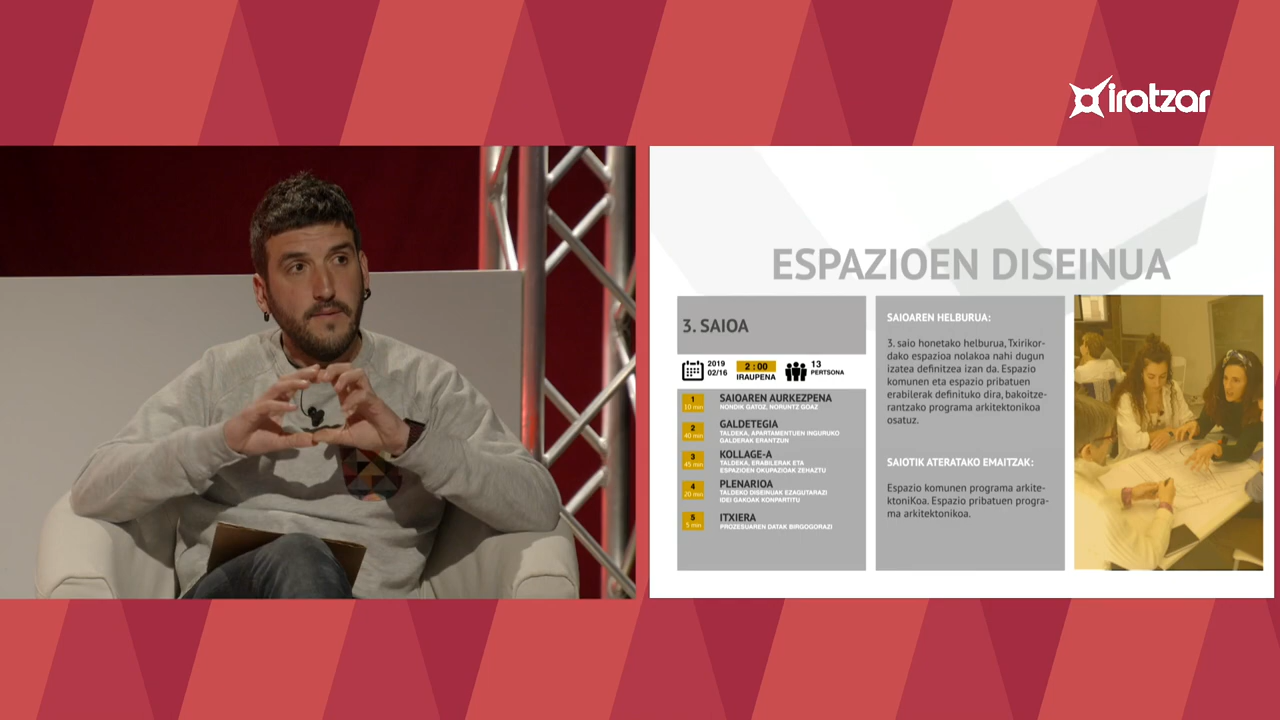 iratzar
ESPAZIOEN DISEINUA
3. SAIOA
2019
02/16
2 : 00
IRAUPENA
13
PERTSONA
1
10 min
SAIOAREN AURKEZPENA
NONDIK GATOZ, NORUNTZ GOAZ
2
40 min
GALDETEGIA
TALDEKA, APARTAMENTUEN INGURUKO
GALDERAK ERANTZUN
3
45 min
KOLLAGE-A
TALDEKA, ERABILERAK ETA
ESPAZIOEN OKUPAZIOAK ZEHAZTU
4
20 min
PLENARIOA
TALDEKO DISEINUAK EZAGUTARAZI
IDEI GAKOAK KONPARTITU
5
5 min
ITXIERA
PROZESUAREN DATAK BIRGOGORAZI
SAIOAREN HELBURUA:
3. saio honetako helburua, Txirikor-
dako espazioa nolakoa nahi dugun
izatea definitzea izan da. Espazio
komunen eta espazio pribatuen
erabilerak definituko dira, bakoitze-
rantzako programa arkitektonikoa
osatuz.
SAIOTIK ATERATAKO EMAITZAK:
Espazio komunen programa arkite-
ktoniKoa. Espazio pribatuen progra-
ma arkitektonikoa.